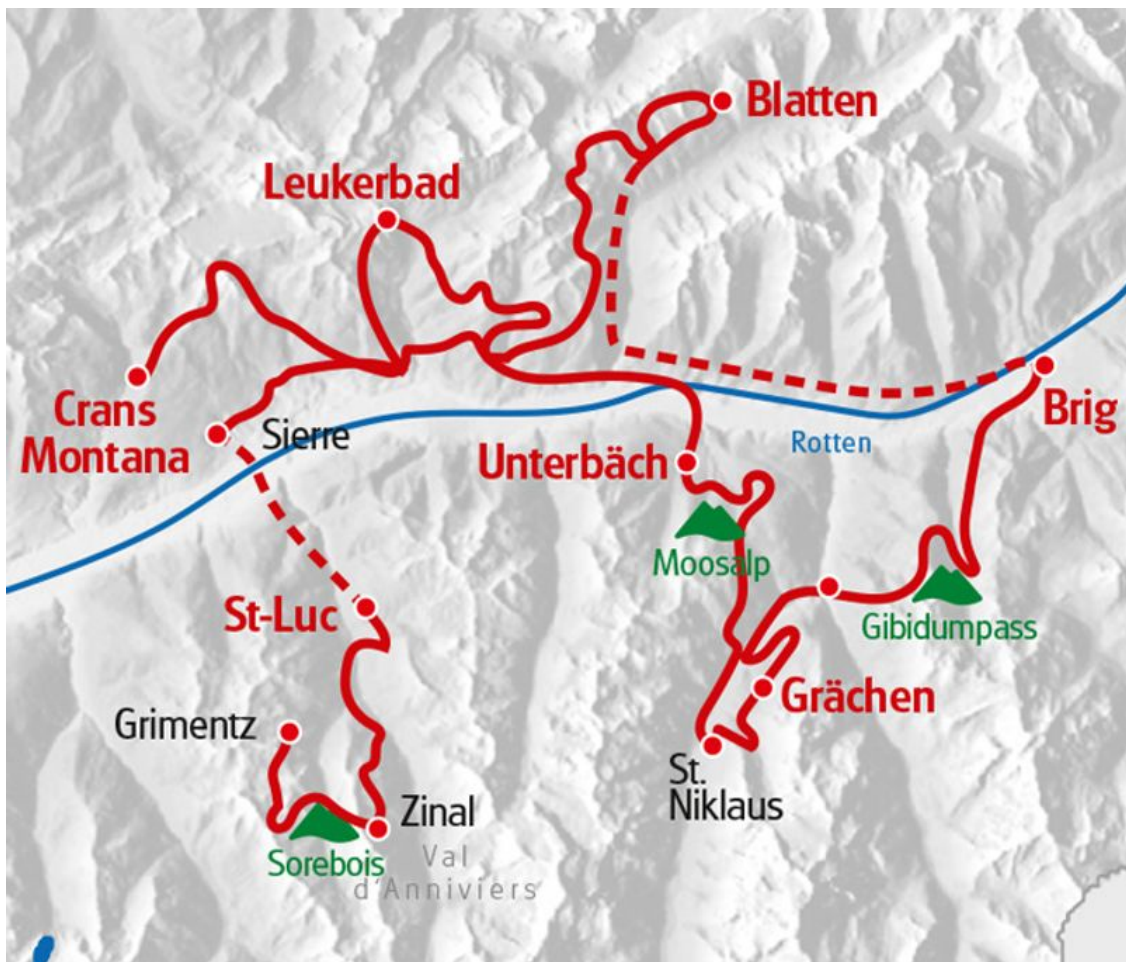 Blatten
Leukerbad
Crans
Montana
Sierre
Brig
Rotten
Unterbäch
Moosalp
St-Luc
Gibidumpass
Grächen
Grimentz
St.
Niklaus
Zinal
Sorebois
Val
d'Anniviers